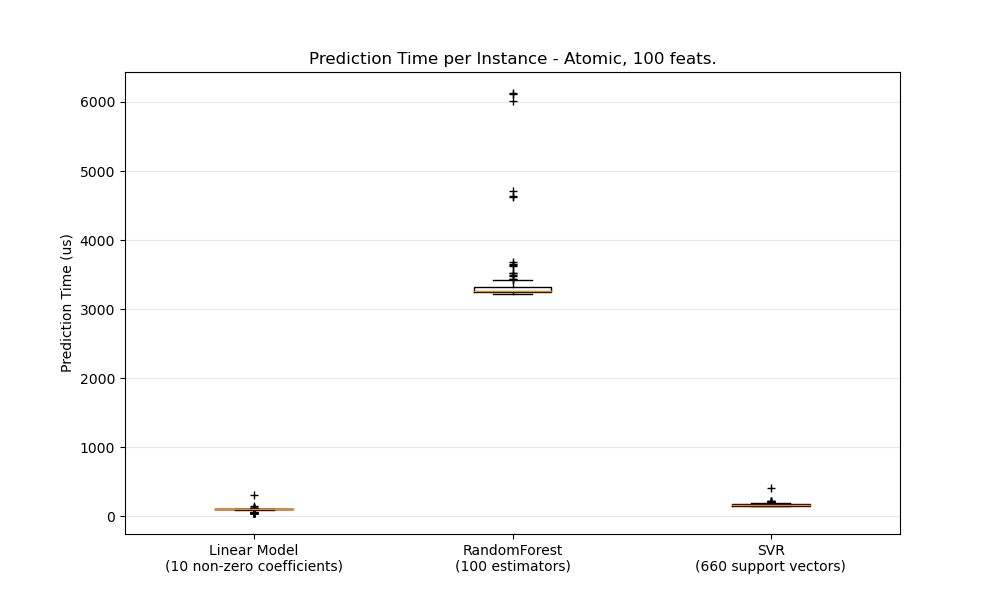 Prediction Time per Instance - Atomic, 100 feats.
Prediction Time (us)
6000
5000
4000
3000
2000
1000
0
Linear Model
(10 non-zero coefficients)
RandomForest
(100 estimators)
SVR
(660 support vectors)